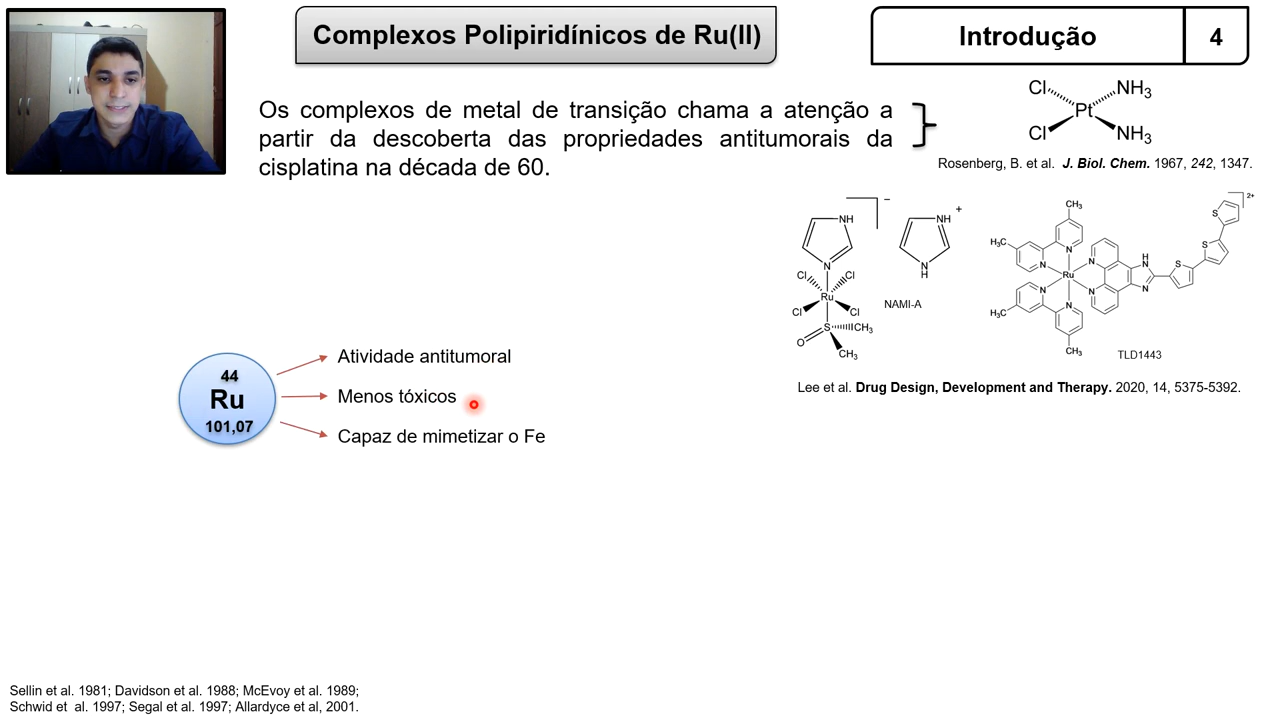 Complexos Polipiridínicos de Ru(II)
Introdução
4
Os complexos de metal de transição chama a atenção a
partir da descoberta das propriedades antitumorais da
cisplatina na década de 60.
Cl
NH3
Pt
Cl
NH3
Rosenberg, B. et al. J. Biol. Chem. 1967, 242, 1347.
NH
N
Cl
Cl
Ru
Cl
Cl
S
CH3
O
CH3
−
NH
N
H
+
NAMI-A
2+
CH3
H3C
N
N
Ru
N
N
H3C
CH3
N
N
H
N
N
S
S
S
TLD1443
Lee et al. Drug Design, Development and Therapy. 2020, 14, 5375-5392.
44
Ru
101,07
Atividade antitumoral
Menos tóxicos
Capaz de mimetizar o Fe
Sellin et al. 1981; Davidson et al. 1988; McEvoy et al. 1989;
Schwid et al. 1997; Segal et al. 1997; Allardyce et al, 2001.